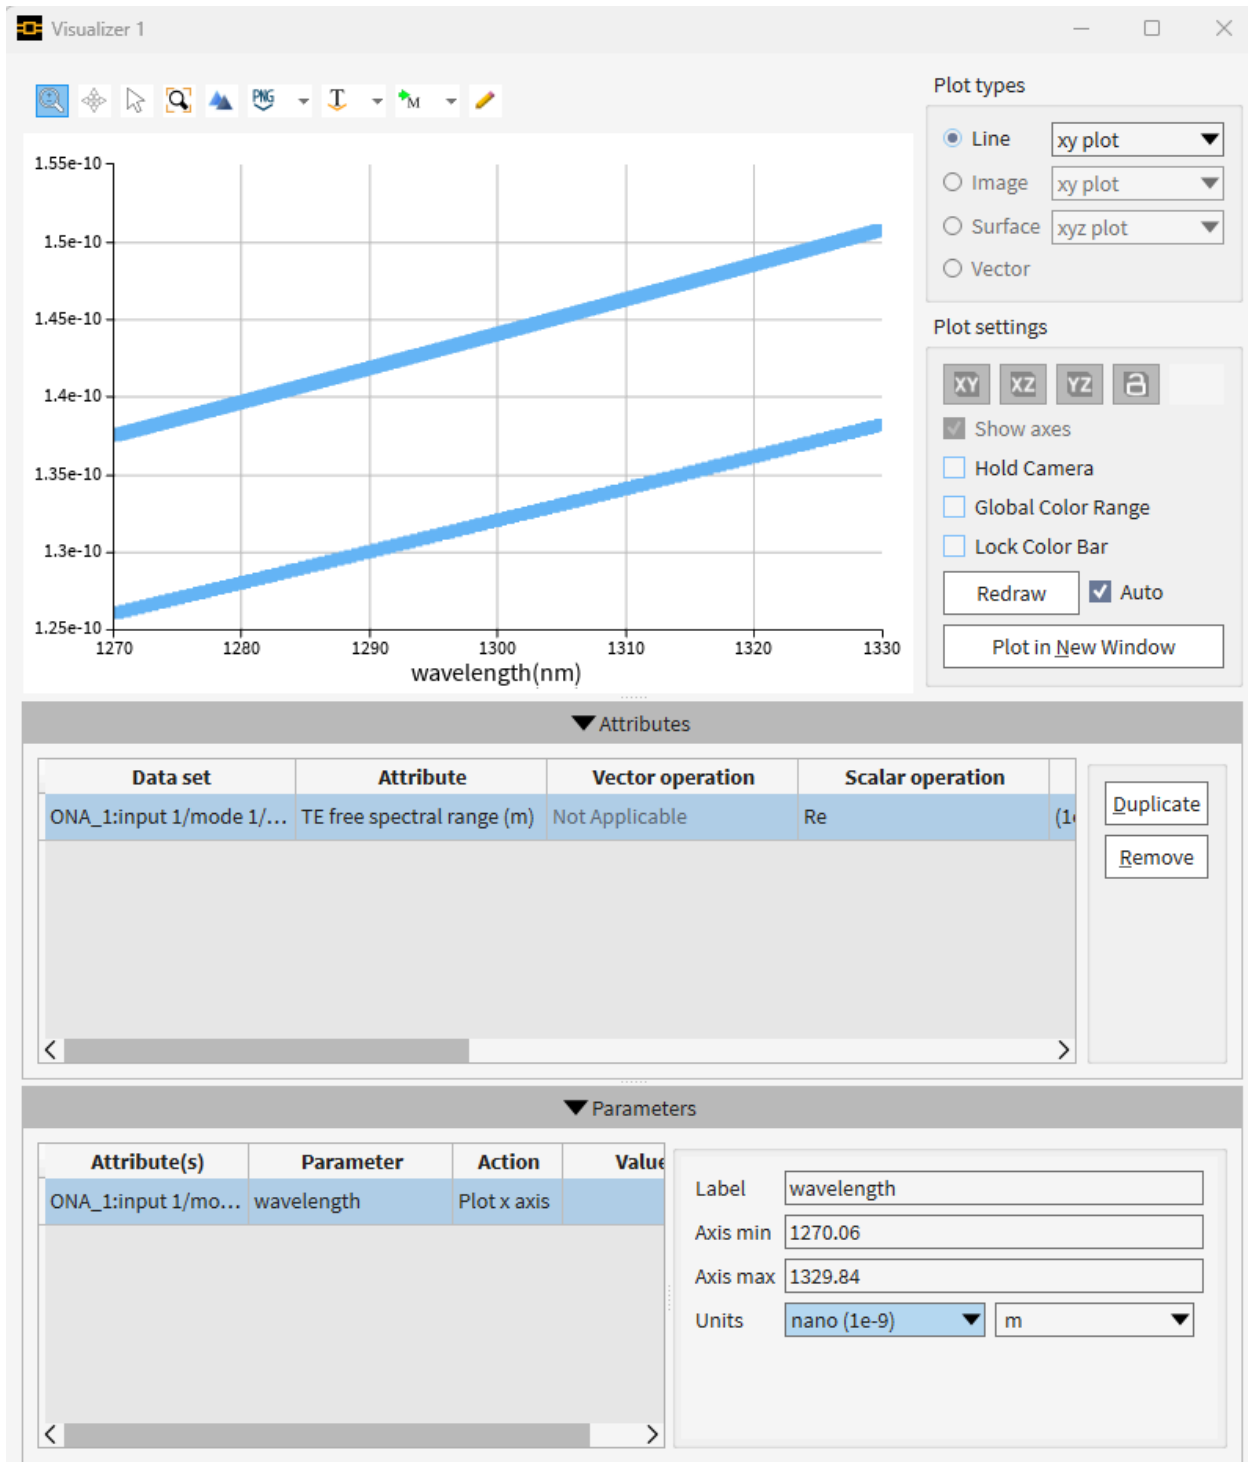 Visualizer 1
PNG
T
M
1.55e-10
1.5e-10
1.45e-10
1.4e-10
1.35e-10
1.3e-10
1.25e-10
1270 1280 1290 1300 1310 1320 1330
wavelength(nm)
Plot types
Line xy plot
Image xy plot
Surface xyz plot
Vector
Plot settings
XY XZ YZ
Show axes
Hold Camera
Global Color Range
Lock Color Bar
Redraw Auto
Plot in New Window
Attributes
Data set Attribute Vector operation Scalar operation
ONA_1:input 1/mode 1/... TE free spectral range (m) Not Applicable Re
Duplicate
Remove
Parameters
Attribute(s) Parameter Action Value
ONA_1:input 1/mo... wavelength Plot x axis
Label wavelength
Axis min 1270.06
Axis max 1329.84
Units nano (1e-9) m